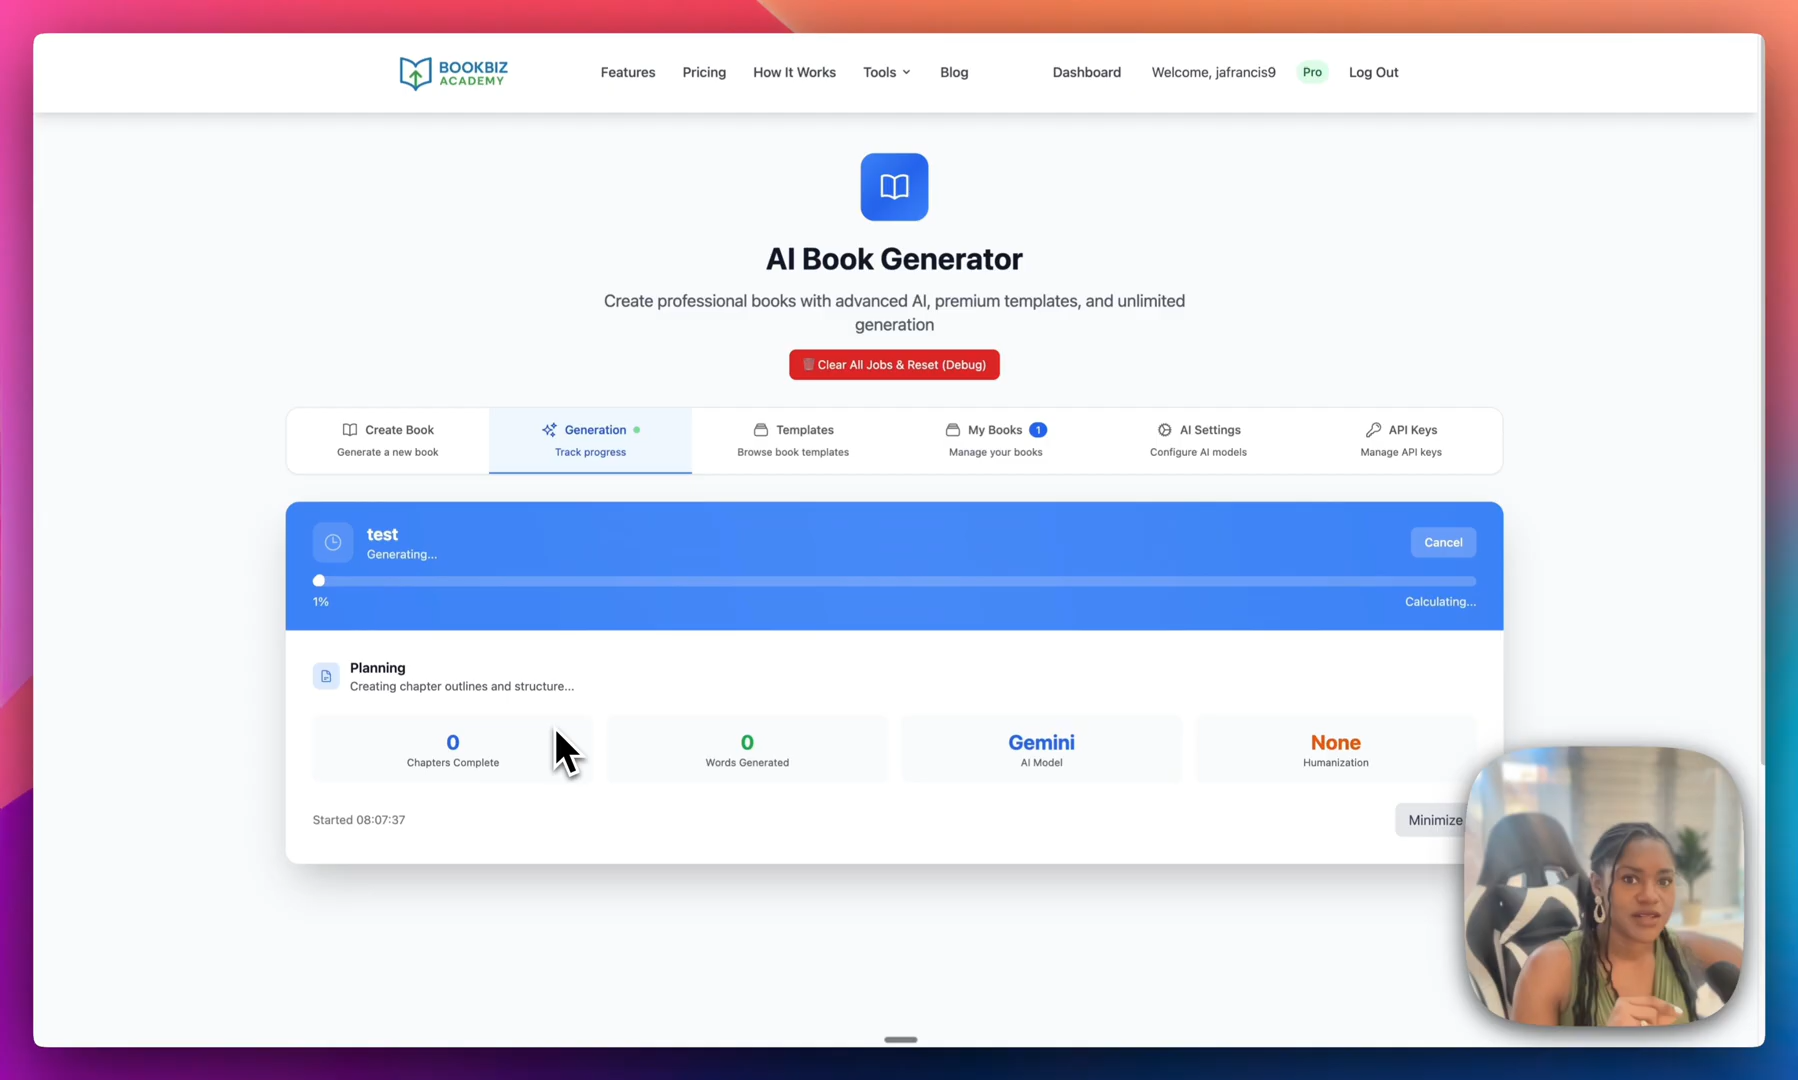 BOOKBIZ
ACADEMY
Features
Pricing
How It Works
Tools
Blog
Dashboard
Welcome, jafrancis9
Pro
Log Out
AI Book Generator
Create professional books with advanced AI, premium templates, and unlimited
generation
Clear All Jobs & Reset (Debug)
Create Book
Generate a new book
Generation
Track progress
Templates
Browse book templates
My Books 1
Manage your books
AI Settings
Configure AI models
API Keys
Manage API keys
test
Generating...
Cancel
1%
Calculating...
Planning
Creating chapter outlines and structure...
0
Chapters Complete
0
Words Generated
Gemini
AI Model
None
Humanization
Started 08:07:37
Minimize